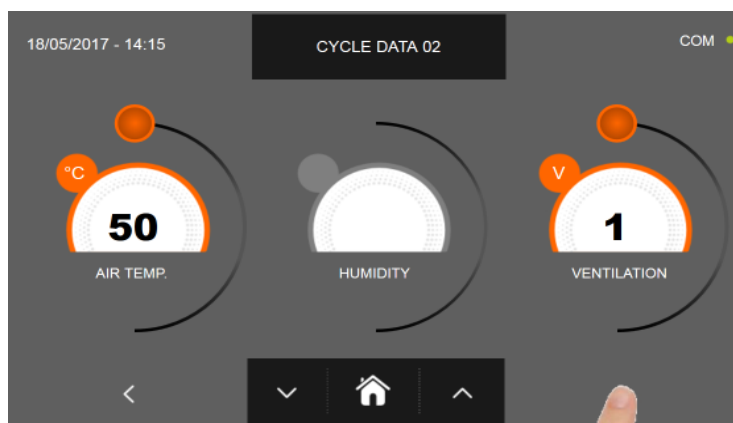 18/05/2017 - 14:15
CYCLE DATA 02
COM
°C
V
50
1
AIR TEMP.
HUMIDITY
VENTILATION